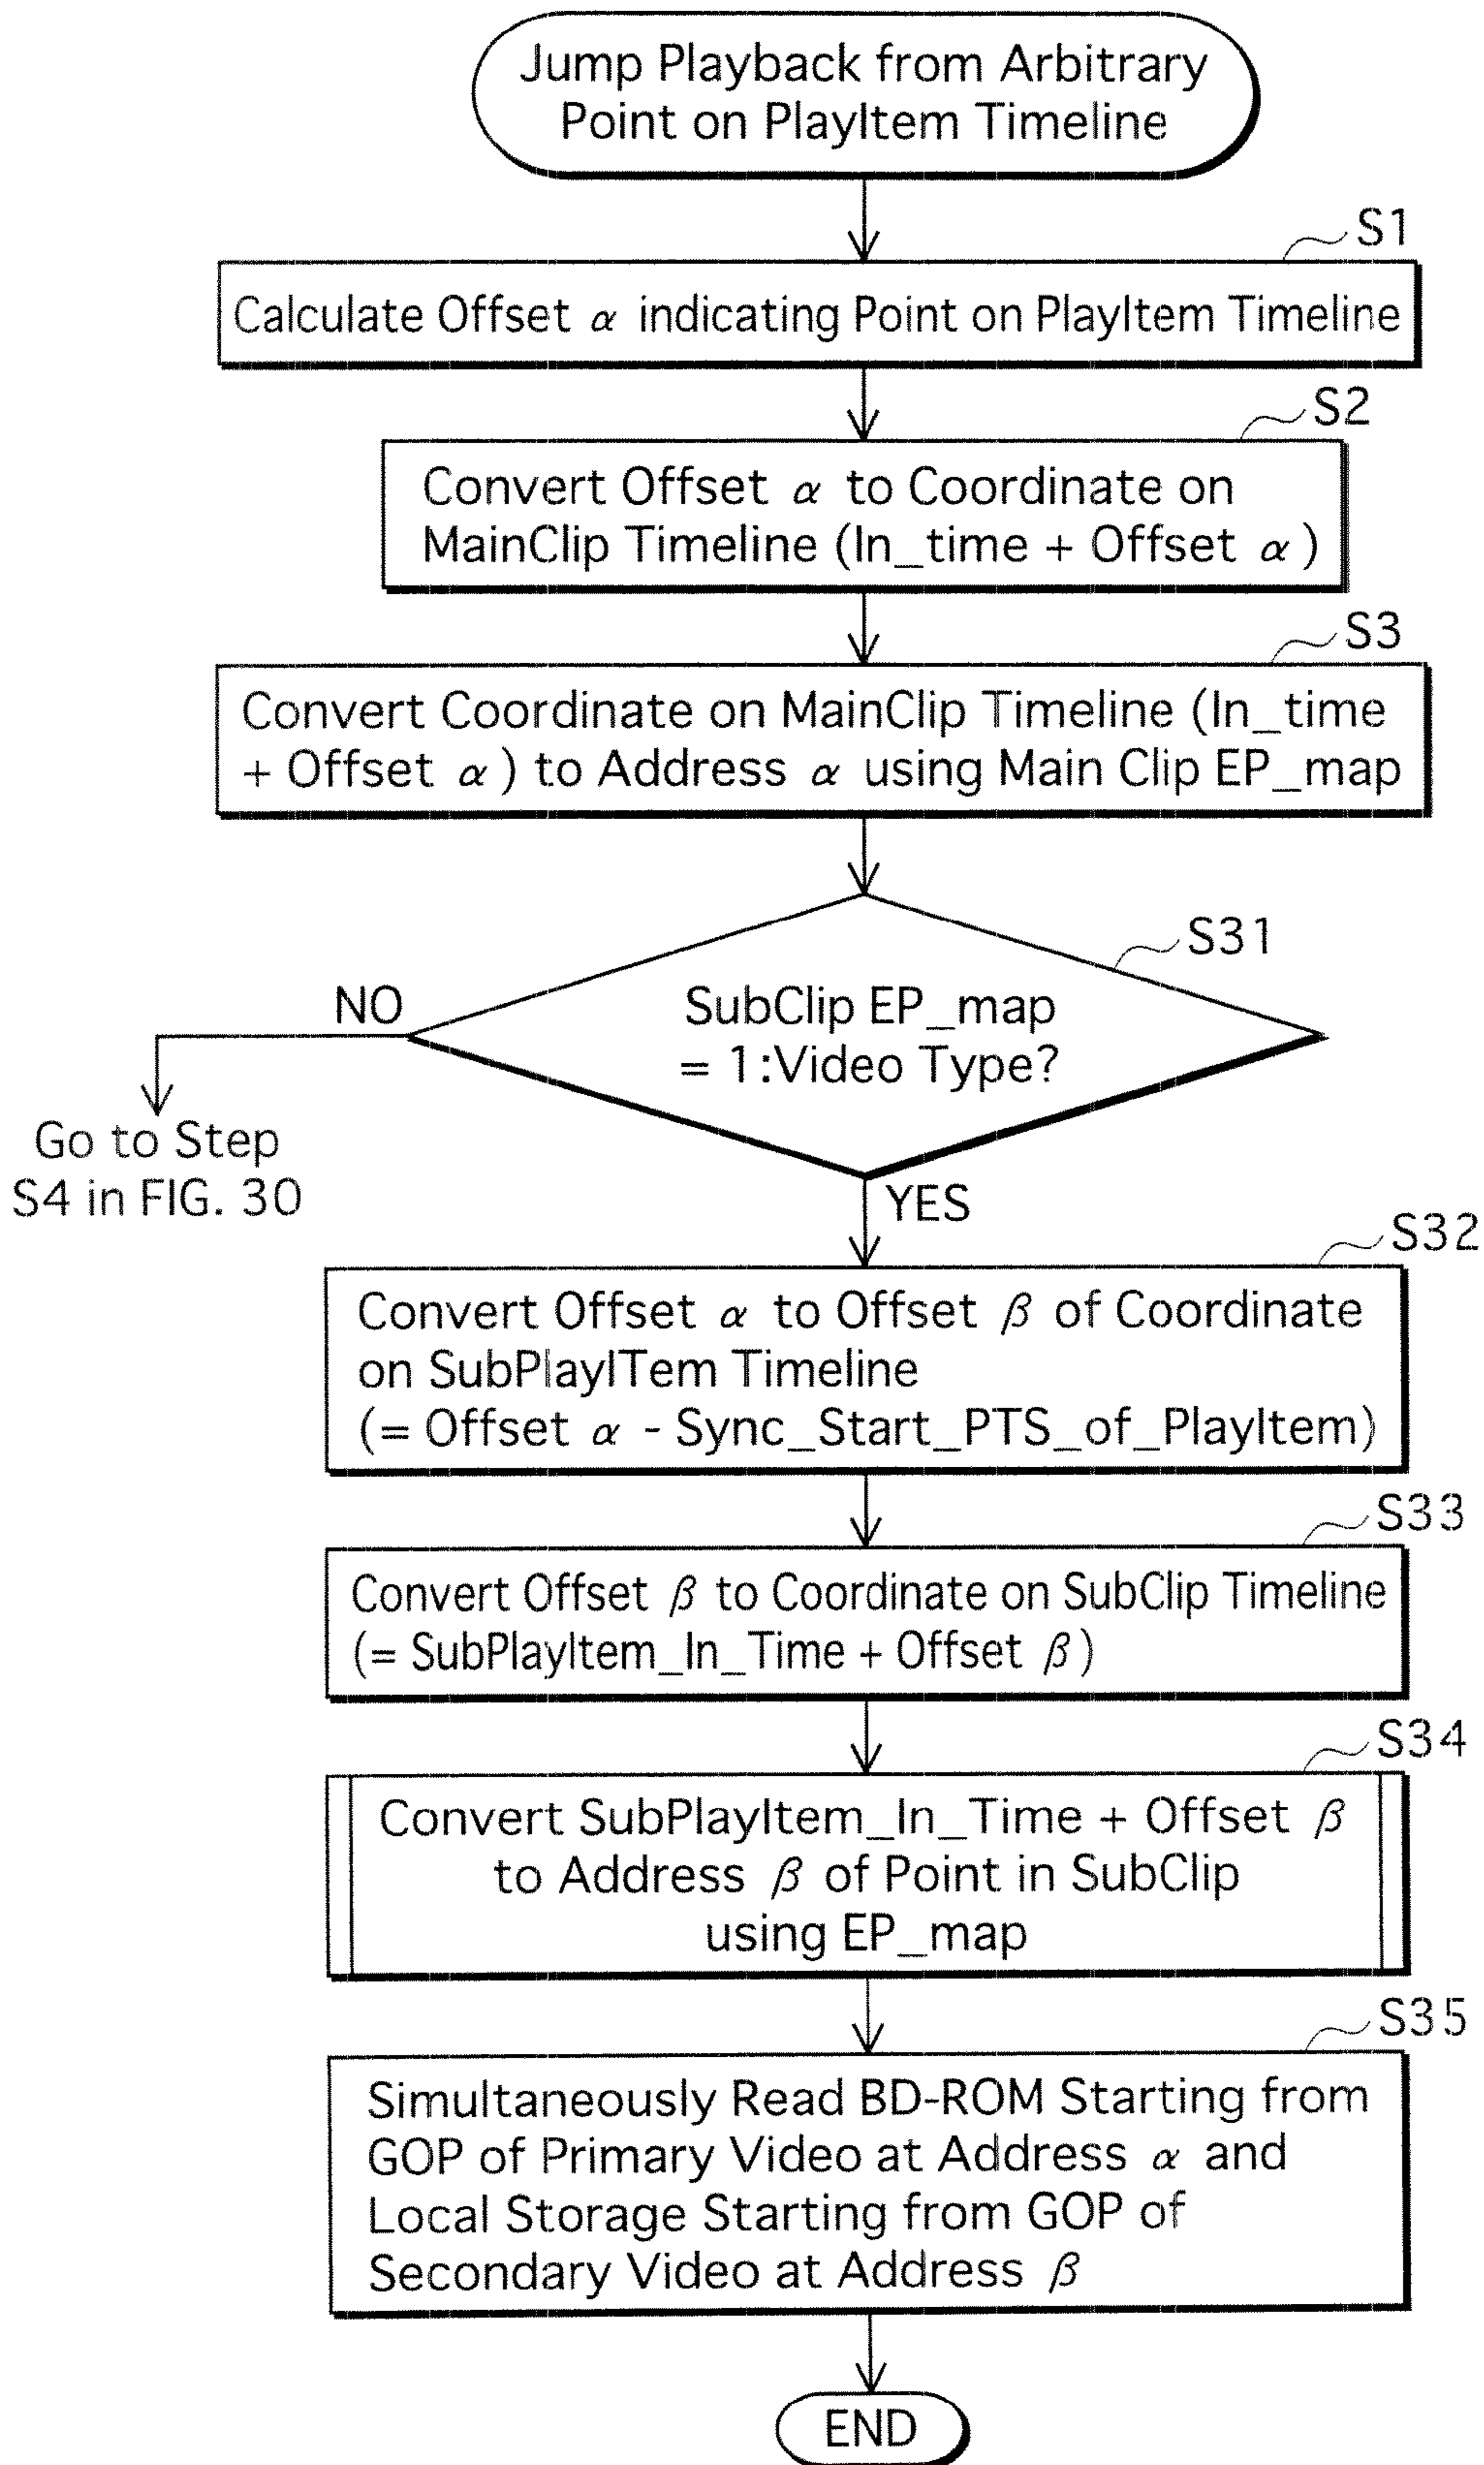 Jump Playback from Arbitrary
Point on PlayItem Timeline
S1
Calculate Offset α indicating Point on PlayItem Timeline
S2
Convert Offset α to Coordinate on
MainClip Timeline (In_time + Offset α)
S3
Convert Coordinate on MainClip Timeline (In_time
+ Offset α) to Address α using Main Clip EP_map
S31
SubClip EP_map
= 1:Video Type?
NO
Go to Step
S4 in FIG. 30
YES
S32
Convert Offset α to Offset β of Coordinate
on SubPlayITem Timeline
(= Offset α - Sync_Start_PTS_of_PlayItem)
S33
Convert Offset β to Coordinate on SubClip Timeline
(= SubPlayItem_In_Time + Offset β)
S34
Convert SubPlayItem_In_Time + Offset β
to Address β of Point in SubClip
using EP_map
S35
Simultaneously Read BD-ROM Starting from
GOP of Primary Video at Address α and
Local Storage Starting from GOP of
Secondary Video at Address β
END